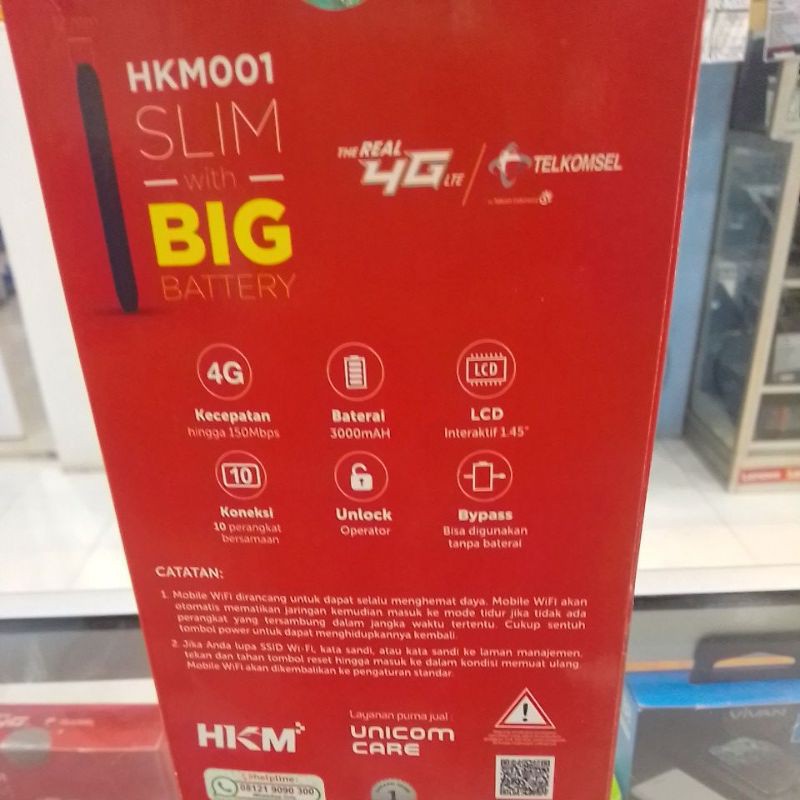 HKM001
SLIM
with
BIG
BATTERY
THE REAL
4G LTE
TELKOMSEL
4G
Kecepatan
hingga 150Mbps
Baterai
3000mAH
LCD
LCD
Interaktif 1.45"
10
Koneksi
10 perangkat
bersamaan
Unlock
Operator
Bypass
Bisa digunakan
tanpa baterai
CATATAN:
1. Mobile WiFi dirancang untuk dapat selalu menghemat daya. Mobile WiFi akan
otomatis mematikan jaringan kemudian masuk ke mode tidur jika tidak ada
perangkat yang tersambung dalam jangka waktu tertentu. Cukup sentuh
tombol power untuk dapat menghidupkannya kembali.
2. Jika Anda lupa SSID Wi-Fi, kata sandi, atau kata sandi ke laman manajemen,
tekan dan tahan tombol reset hingga masuk ke dalam kondisi memuat ulang.
Mobile WiFi akan dikembalikan ke pengaturan standar.
HKM
Layanan purna jual :
UNICOM
CARE
helpline:
08121 9090 300
1
VIVAN
Lenovo